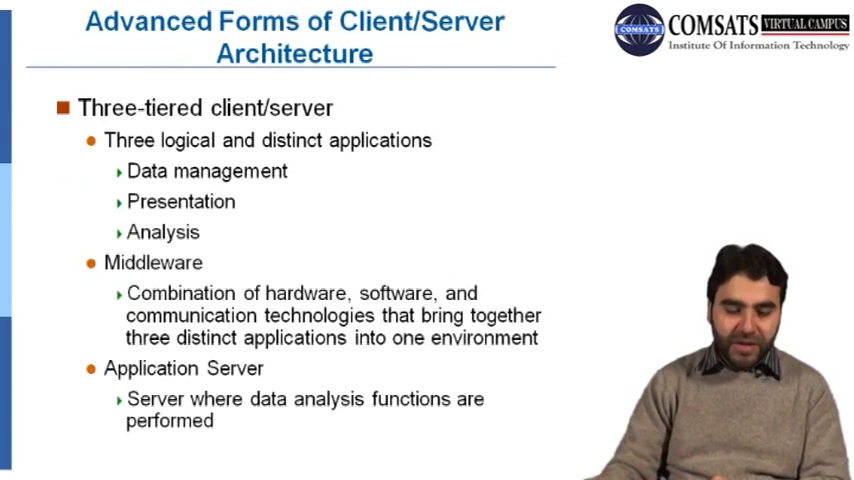 Advanced Forms of Client/Server
Architecture
COMSATS VIRTUAL CAMPUS
COMSATS
Institute Of Information Technology
Three-tiered client/server
Three logical and distinct applications
Data management
Presentation
Analysis
Middleware
Combination of hardware, software, and
communication technologies that bring together
three distinct applications into one environment
Application Server
Server where data analysis functions are
performed